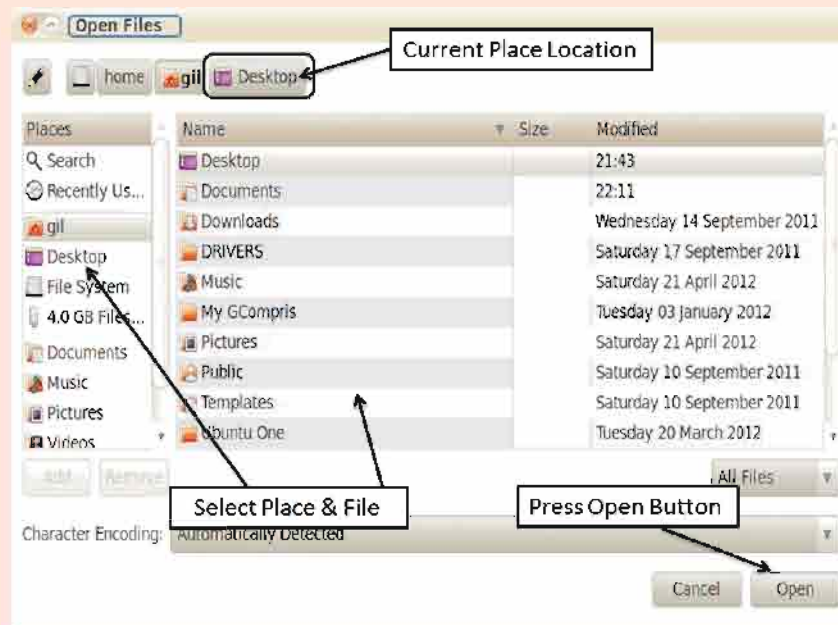 Open Files
Current Place Location
home gil Desktop
Places Name Size Modified
Search Desktop 21:43
Recently Us... Documents 22:11
gil Downloads Wednesday 14 September 2011
Desktop DRIVERS Saturday 17 September 2011
File System Music Saturday 21 April 2012
4.0 GB Files... My GCompris Tuesday 03 January 2012
Documents Pictures Saturday 21 April 2012
Music Public Saturday 10 September 2011
Pictures Templates Saturday 10 September 2011
Videos Ubuntu One Tuesday 20 March 2012
Add Remove All Files
Select Place & File Press Open Button
Character Encoding: Automatically Detected
Cancel Open